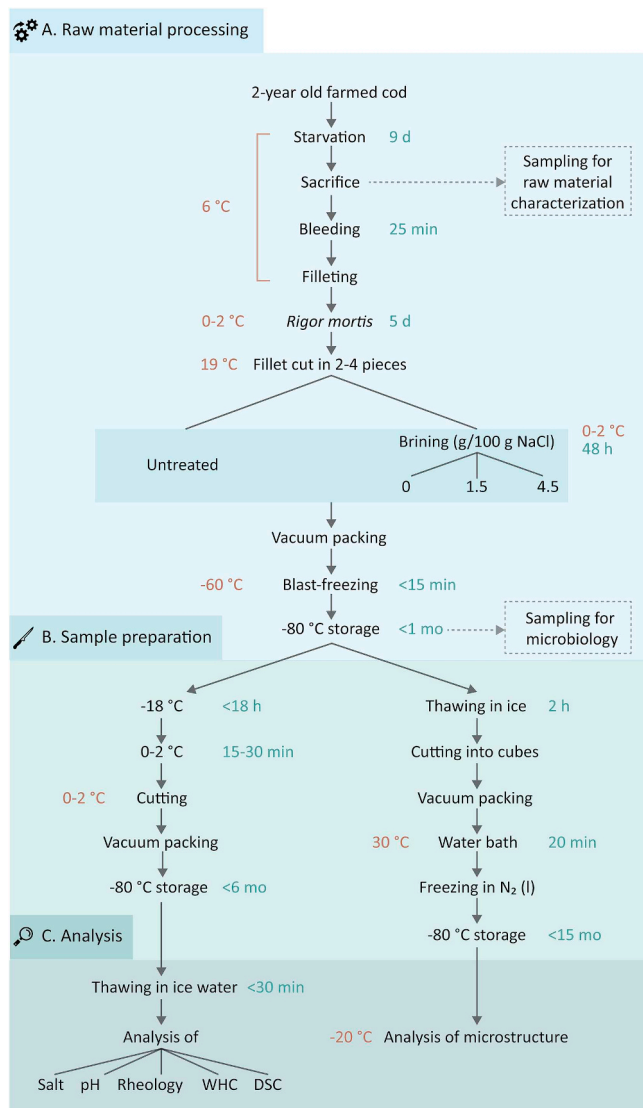 A. Raw material processing
2-year old farmed cod
Starvation 9 d
Sampling for
raw material
characterization
Sacrifice
6 °C
Bleeding 25 min
Filleting
0-2 °C Rigor mortis 5 d
19 °C Fillet cut in 2-4 pieces
Untreated
Brining (g/100 g NaCl)
0 1.5 4.5
0-2 °C
48 h
Vacuum packing
-60 °C Blast-freezing <15 min
-80 °C storage <1 mo
Sampling for
microbiology
B. Sample preparation
-18 °C <18 h
0-2 °C 15-30 min
0-2 °C Cutting
Vacuum packing
-80 °C storage <6 mo
Thawing in ice 2 h
Cutting into cubes
Vacuum packing
30 °C Water bath 20 min
Freezing in N₂ (l)
-80 °C storage <15 mo
C. Analysis
Thawing in ice water <30 min
Analysis of
Salt pH Rheology WHC DSC
-20 °C Analysis of microstructure